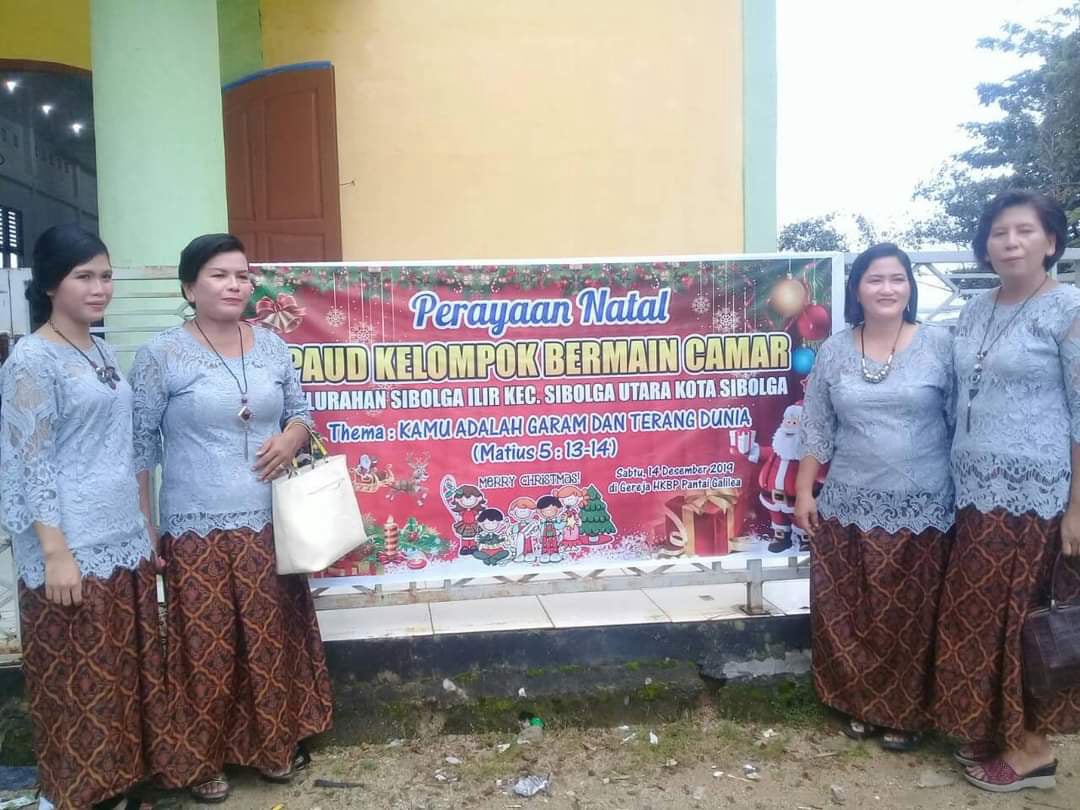 Perayaan Natal
PAUD KELOMPOK BERMAIN CAMAR
LURAHAN SIBOLGA ILIR KEC. SIBOLGA UTARA KOTA SIBOLGA
Thema : KAMU ADALAH GARAM DAN TERANG DUNIA
(Matius 5 : 13-14)
MERRY CHRISTMAS!
Sabtu, 14 Desember 2019
di Gereja HKBP Pantai Galilea